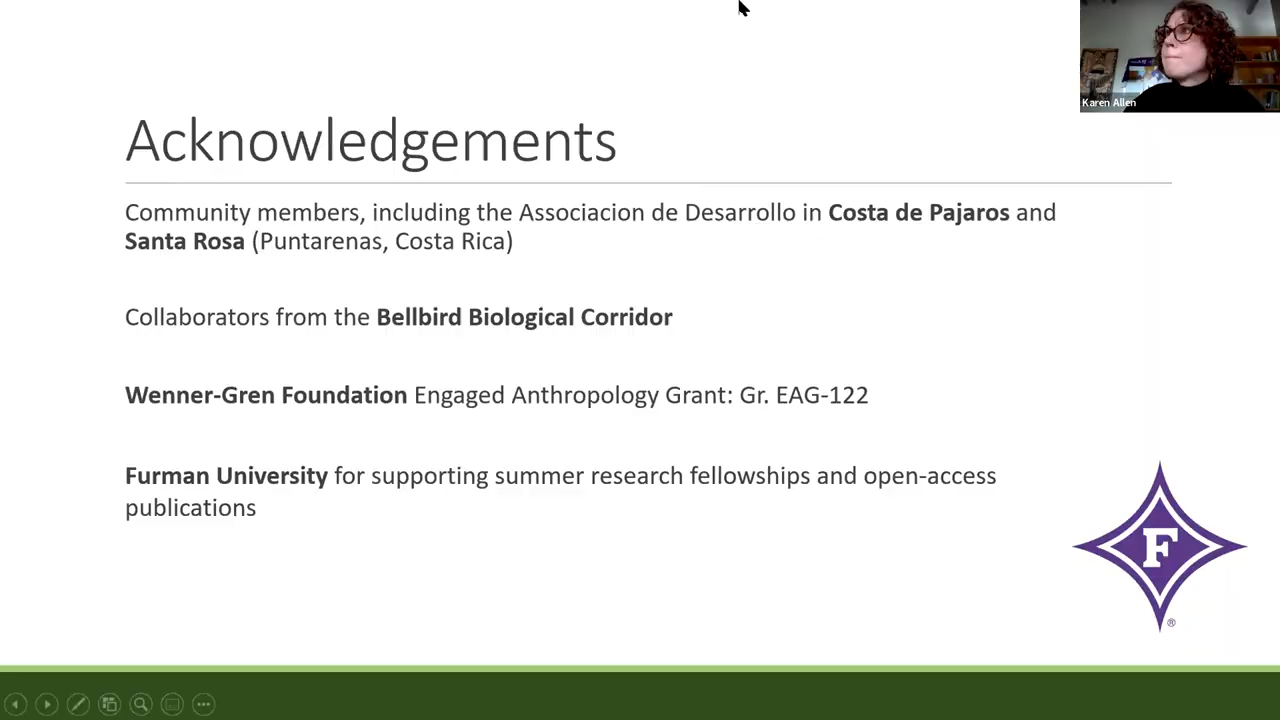 Karen Allen
Acknowledgements
Community members, including the Associacion de Desarrollo in Costa de Pajaros and
Santa Rosa (Puntarenas, Costa Rica)
Collaborators from the Bellbird Biological Corridor
Wenner-Gren Foundation Engaged Anthropology Grant: Gr. EAG-122
Furman University for supporting summer research fellowships and open-access
publications
F
®